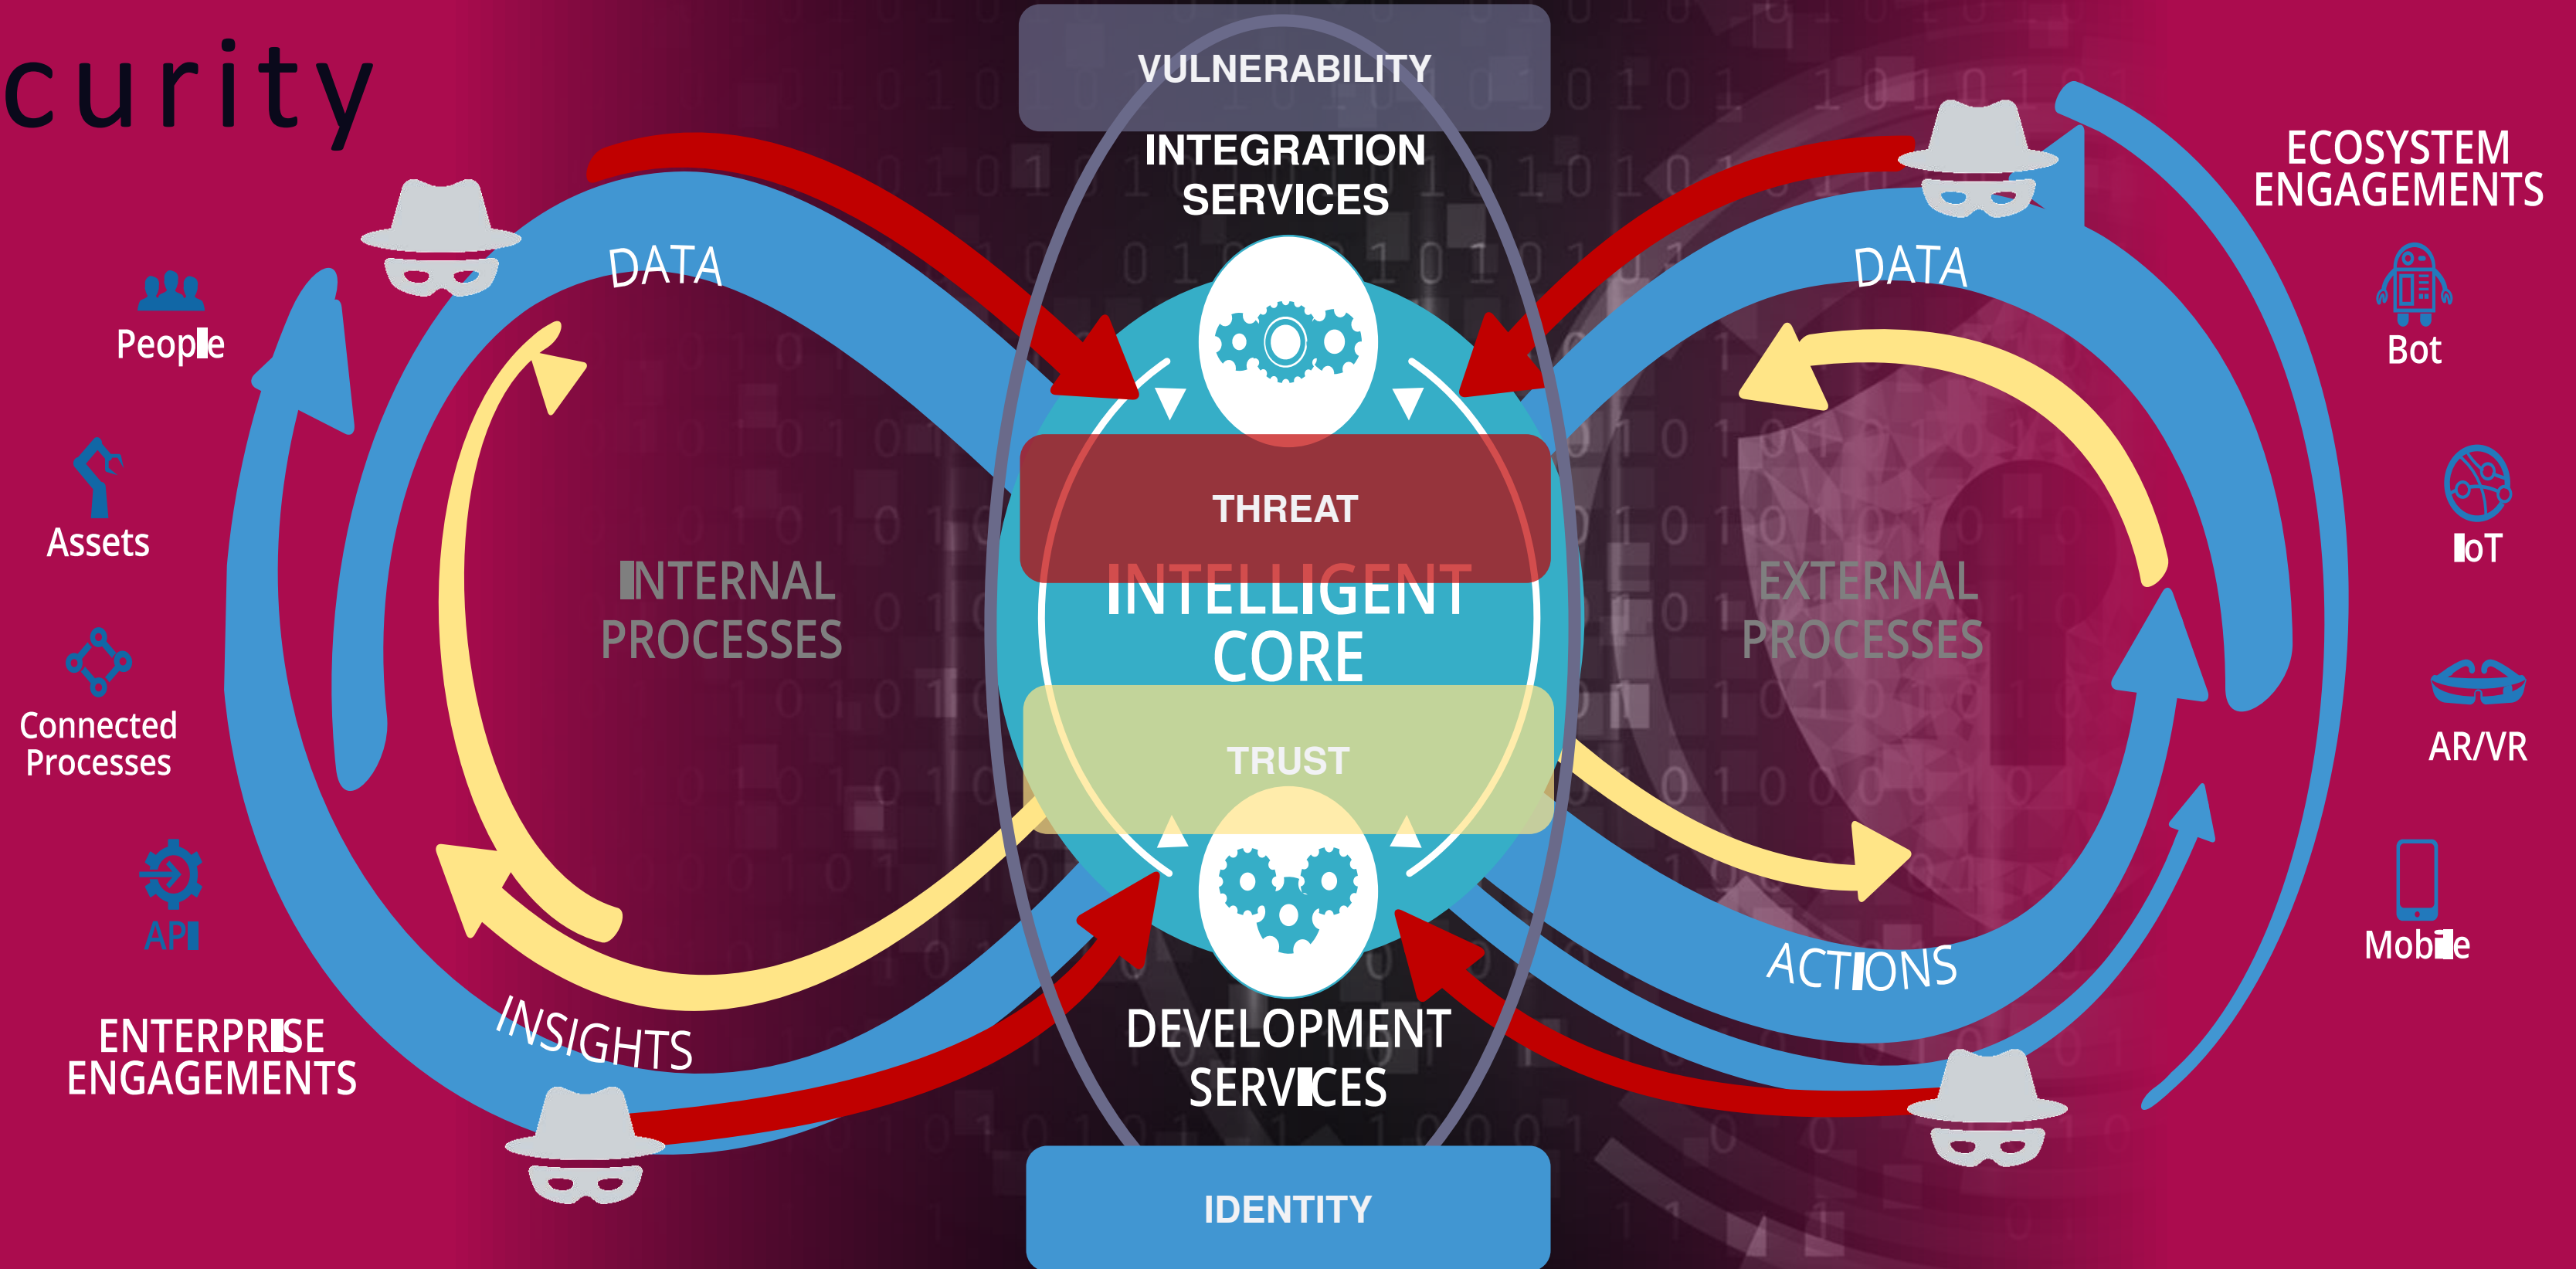 curity
VULNERABILITY
INTEGRATION
SERVICES
ECOSYSTEM
ENGAGEMENTS
DATA
DATA
People
Bot
THREAT
Assets
IoT
INTERNAL
PROCESSES
INTELLIGENT
CORE
EXTERNAL
PROCESSES
Connected
Processes
TRUST
AR/VR
API
Mobile
ACTIONS
INSIGHTS
ENTERPRISE
ENGAGEMENTS
DEVELOPMENT
SERVICES
IDENTITY